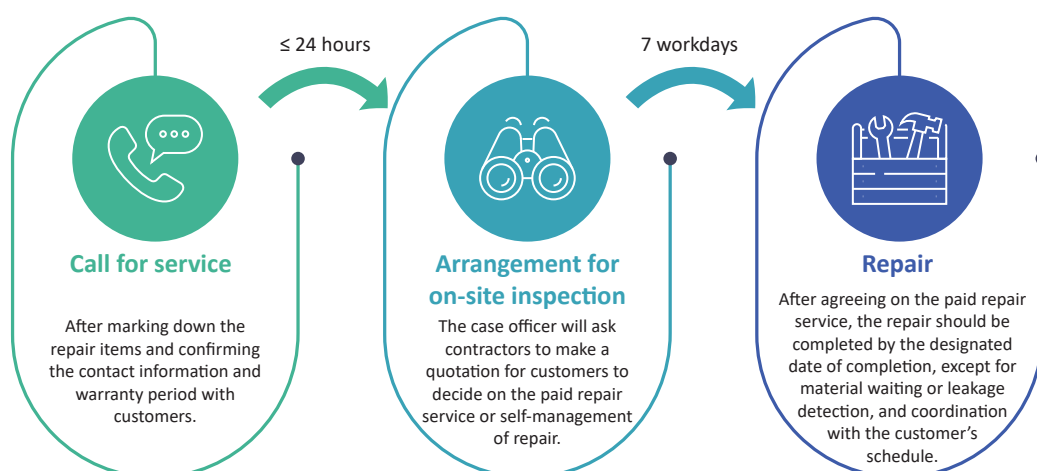 ≤ 24 hours
7 workdays
Call for service
After marking down the
repair items and confirming
the contact information and
warranty period with
customers.
Arrangement for
on-site inspection
The case officer will ask
contractors to make a
quotation for customers to
decide on the paid repair
service or self-management
of repair.
Repair
After agreeing on the paid repair
service, the repair should be
completed by the designated
date of completion, except for
material waiting or leakage
detection, and coordination
with the customer's
schedule.